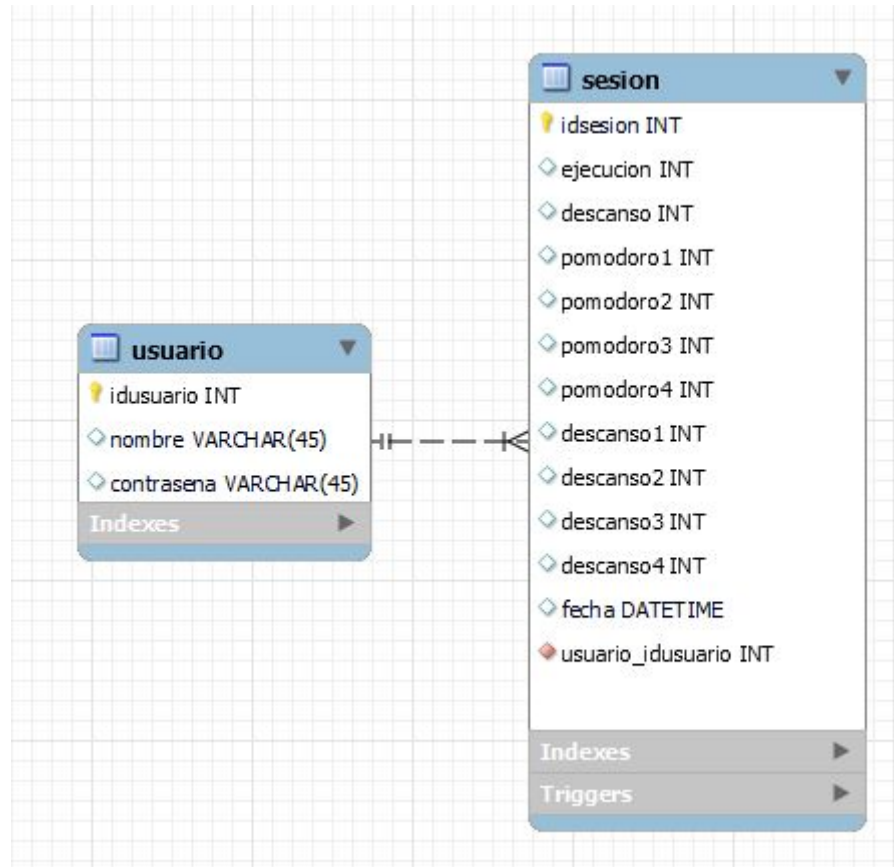 usuario
idusuario INT
nombre VARCHAR(45)
contrasena VARCHAR(45)
Indexes
sesion
idsesion INT
ejecucion INT
descanso INT
pomodoro1 INT
pomodoro2 INT
pomodoro3 INT
pomodoro4 INT
descanso1 INT
descanso2 INT
descanso3 INT
descanso4 INT
fecha DATETIME
usuario_idusuario INT
Indexes
Triggers